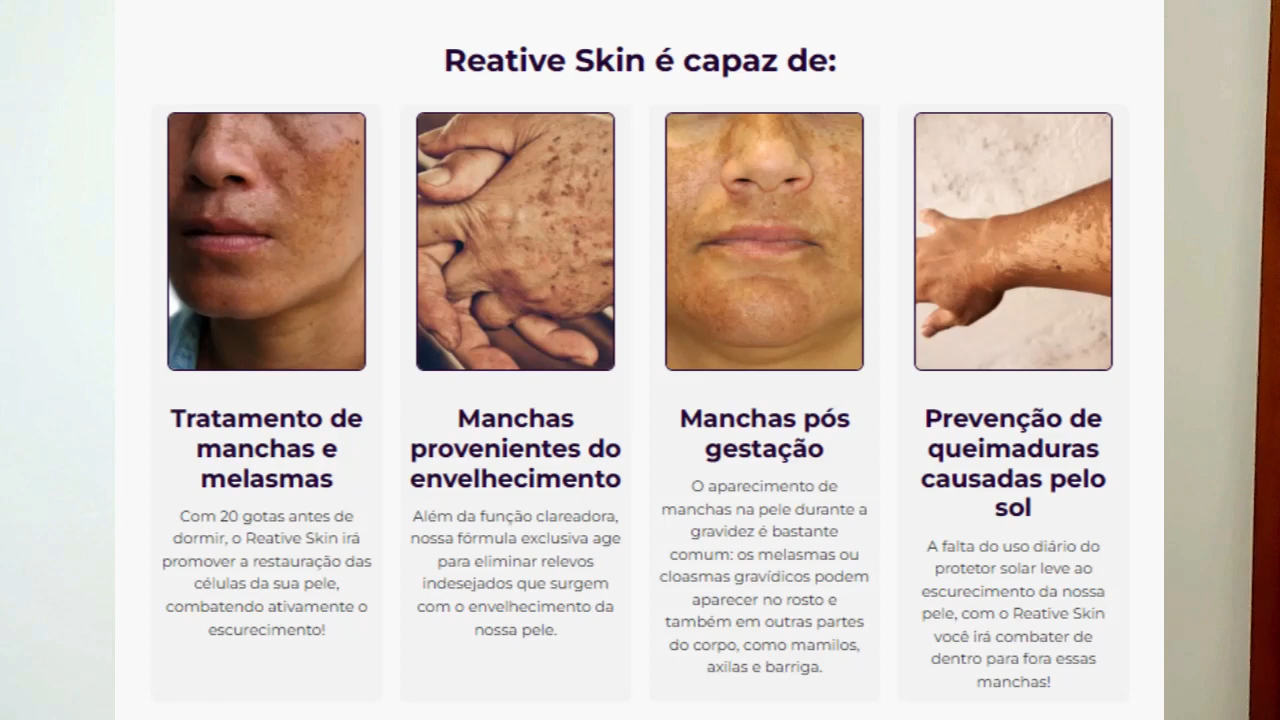 Reative Skin é capaz de:
Tratamento de
manchas e
melasmas
Com 20 gotas antes de
dormir, o Reative Skin irá
promover a restauração das
células da sua pele,
combatendo ativamente o
escurecimento!
Manchas
provenientes do
envelhecimento
Além da função clareadora,
nossa fórmula exclusiva age
para eliminar relevos
indesejados que surgem
com o envelhecimento da
nossa pele.
Manchas pós
gestação
O aparecimento de
manchas na pele durante a
gravidez é bastante
comum: os melasmas ou
cloasmas gravídicos podem
aparecer no rosto e
também em outras partes
do corpo, como mamilos,
axilas e barriga.
Prevenção de
queimaduras
causadas pelo
sol
A falta do uso diário do
protetor solar leve ao
escurecimento da nossa
pele, com o Reative Skin
você irá combater de
dentro para fora essas
manchas!